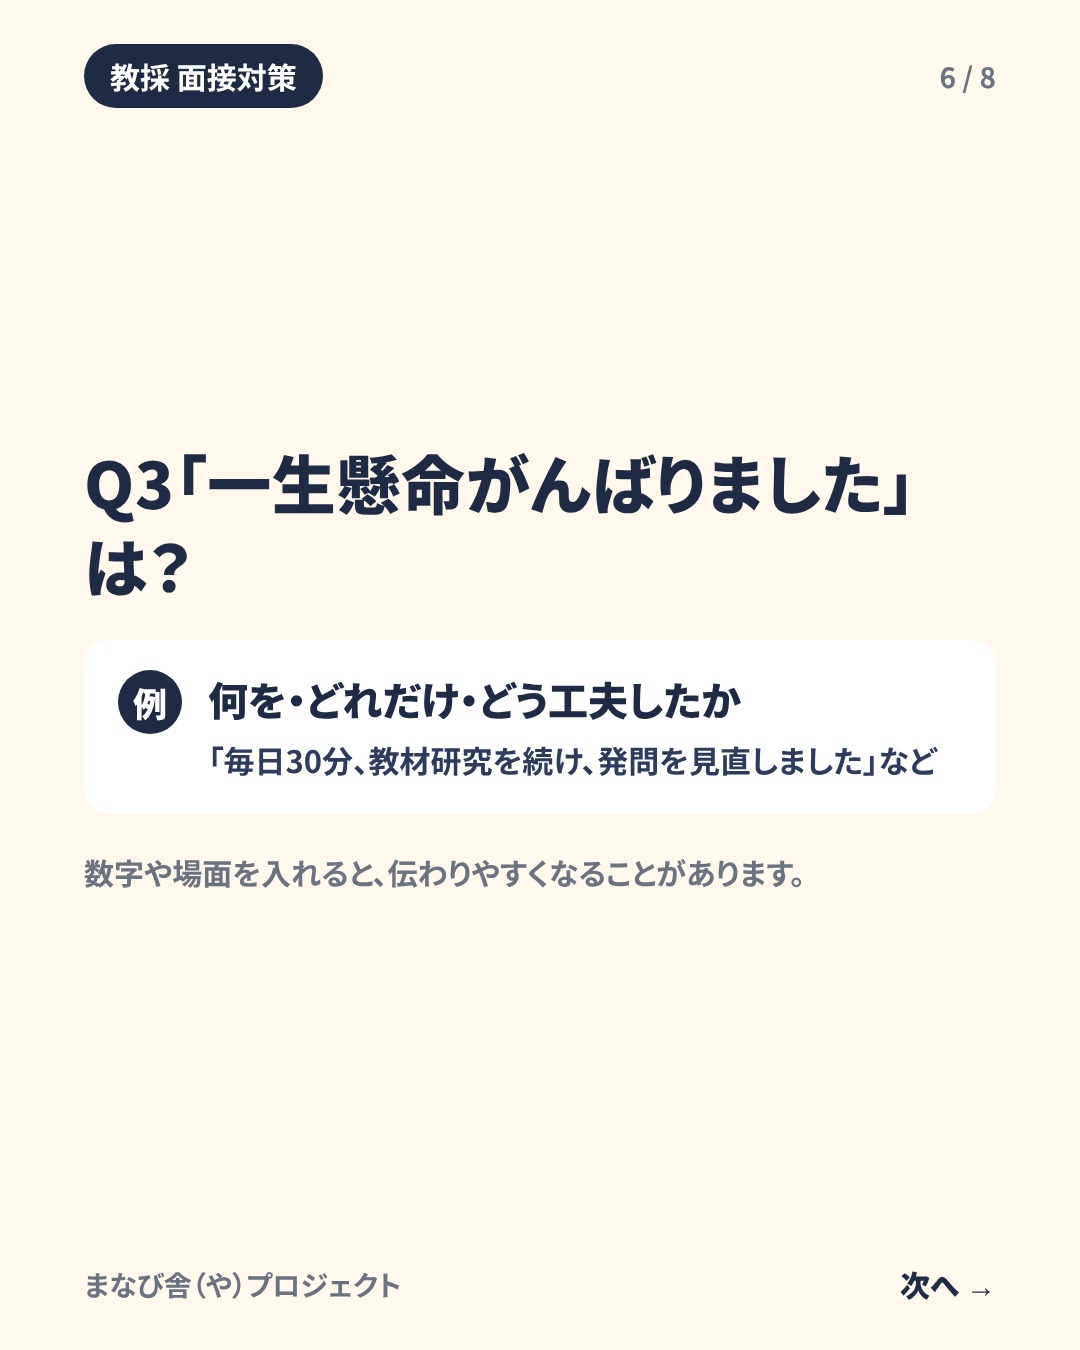 教採 面接対策
6 / 8
Q3「一生懸命がんばりました」
は？
例 何を・どれだけ・どう工夫したか
「毎日30分、教材研究を続け、発問を見直しました」など
数字や場面を入れると、伝わりやすくなることがあります。
まなび舎（や）プロジェクト
次へ →